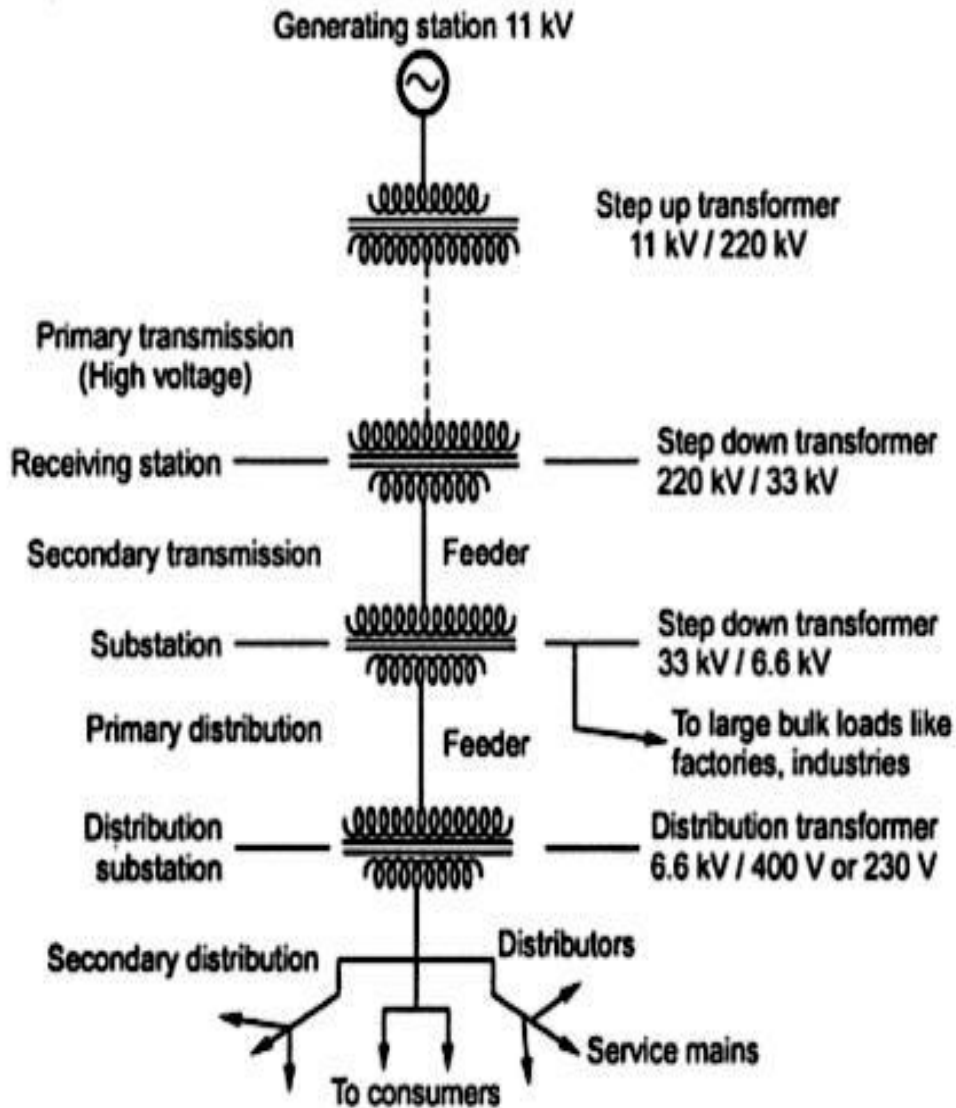 Generating station 11 kV
Step up transformer
11 kV / 220 kV
Primary transmission
(High voltage)
Receiving station
Step down transformer
220 kV / 33 kV
Secondary transmission
Feeder
Substation
Step down transformer
33 kV / 6.6 kV
Primary distribution
Feeder
To large bulk loads like
factories, industries
Distribution
substation
Distribution transformer
6.6 kV / 400 V or 230 V
Secondary distribution
Distributors
Service mains
To consumers